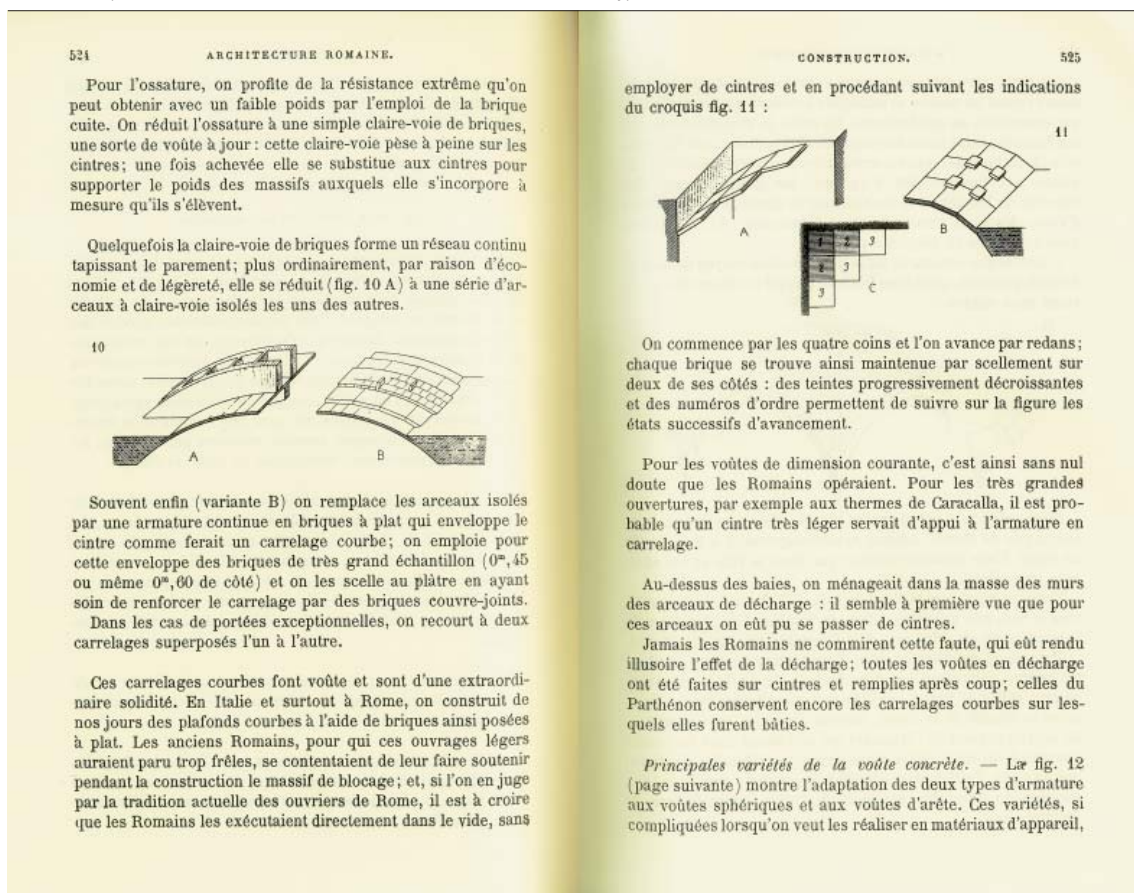 524 ARCHITECTURE ROMAINE.
Pour l'ossature, on profite de la résistance extrême qu'on
peut obtenir avec un faible poids par l'emploi de la brique
cuite. On réduit l'ossature à une simple claire-voie de briques,
une sorte de voûte à jour : cette claire-voie pèse à peine sur les
cintres; une fois achevée elle se substitue aux cintres pour
supporter le poids des massifs auxquels elle s'incorpore à
mesure qu'ils s'élèvent.
Quelquefois la claire-voie de briques forme un réseau continu
tapissant le parement; plus ordinairement, par raison d'éco-
nomie et de légèreté, elle se réduit (fig. 10 A) à une série d'ar-
ceaux à claire-voie isolés les uns des autres.
10
A B
Souvent enfin (variante B) on remplace les arceaux isolés
par une armature continue en briques à plat qui enveloppe le
cintre comme ferait un carrelage courbe; on emploie pour
cette enveloppe des briques de très grand échantillon (0m,45
ou même 0m,60 de côté) et on les scelle au plâtre en ayant
soin de renforcer le carrelage par des briques couvre-joints.
Dans les cas de portées exceptionnelles, on recourt à deux
carrelages superposés l'un à l'autre.
Ces carrelages courbes font voûte et sont d'une extraordi-
naire solidité. En Italie et surtout à Rome, on construit de
nos jours des plafonds courbes à l'aide de briques ainsi posées
à plat. Les anciens Romains, pour qui ces ouvrages légers
auraient paru trop frêles, se contentaient de leur faire soutenir
pendant la construction le massif de blocage; et, si l'on en juge
par la tradition actuelle des ouvriers de Rome, il est à croire
que les Romains les exécutaient directement dans le vide, sans
CONSTRUCTION. 525
employer de cintres et en procédant suivant les indications
du croquis fig. 11 :
11
A B
1 2 3
2 3
3 C
On commence par les quatre coins et l'on avance par redans;
chaque brique se trouve ainsi maintenue par scellement sur
deux de ses côtés : des teintes progressivement décroissantes
et des numéros d'ordre permettent de suivre sur la figure les
états successifs d'avancement.
Pour les voûtes de dimension courante, c'est ainsi sans nul
doute que les Romains opéraient. Pour les très grandes
ouvertures, par exemple aux thermes de Caracalla, il est pro-
bable qu'un cintre très léger servait d'appui à l'armature en
carrelage.
Au-dessus des baies, on ménageait dans la masse des murs
des arceaux de décharge : il semble à première vue que pour
ces arceaux on eût pu se passer de cintres.
Jamais les Romains ne commirent cette faute, qui eût rendu
illusoire l'effet de la décharge; toutes les voûtes en décharge
ont été faites sur cintres et remplies après coup; celles du
Parthénon conservent encore les carrelages courbes sur les-
quels elles furent bâties.
Principales variétés de la voûte concrète. — La fig. 12
(page suivante) montre l'adaptation des deux types d'armature
aux voûtes sphériques et aux voûtes d'arête. Ces variétés, si
compliquées lorsqu'on veut les réaliser en matériaux d'appareil,